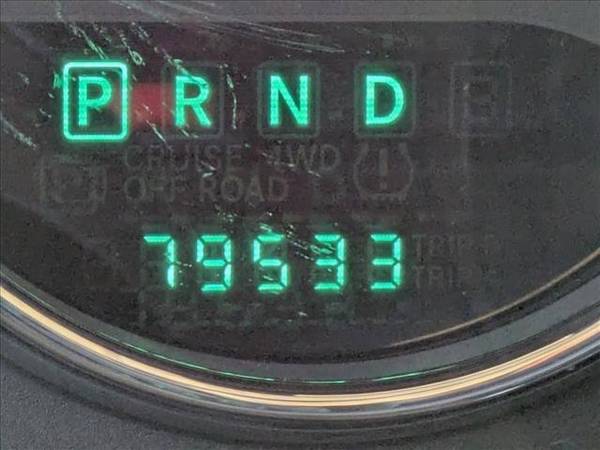 P R N D
CRUISE 4WD
OFF ROAD
79533 TRIP
TRIP